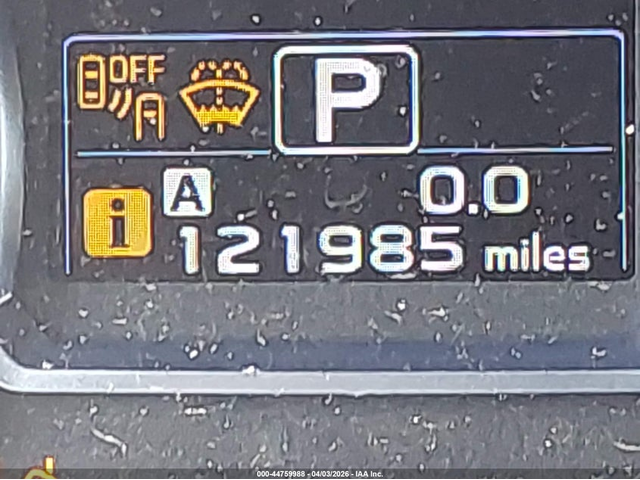 OFF
P
i
A 0.0
121985 miles
000-44759988 - 04/03/2026 - IAA Inc.